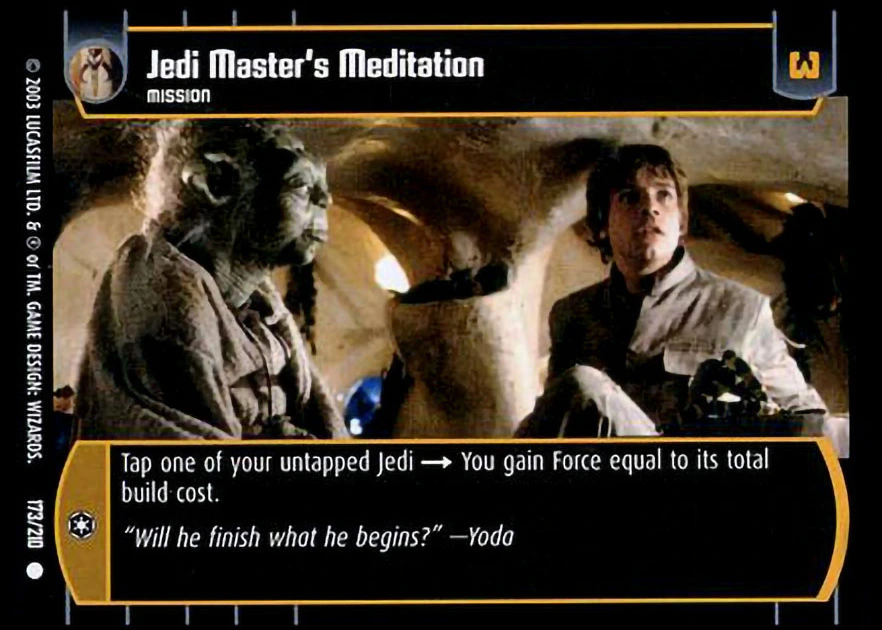 Jedi Master's Meditation
MISSION
3
Tap one of your untapped Jedi → You gain Force equal to its total
build cost.
“Will he finish what he begins?” —Yoda
© 2003 LUCASFILM LTD. & ® or TM. GAME DESIGN: WIZARDS. 173/210